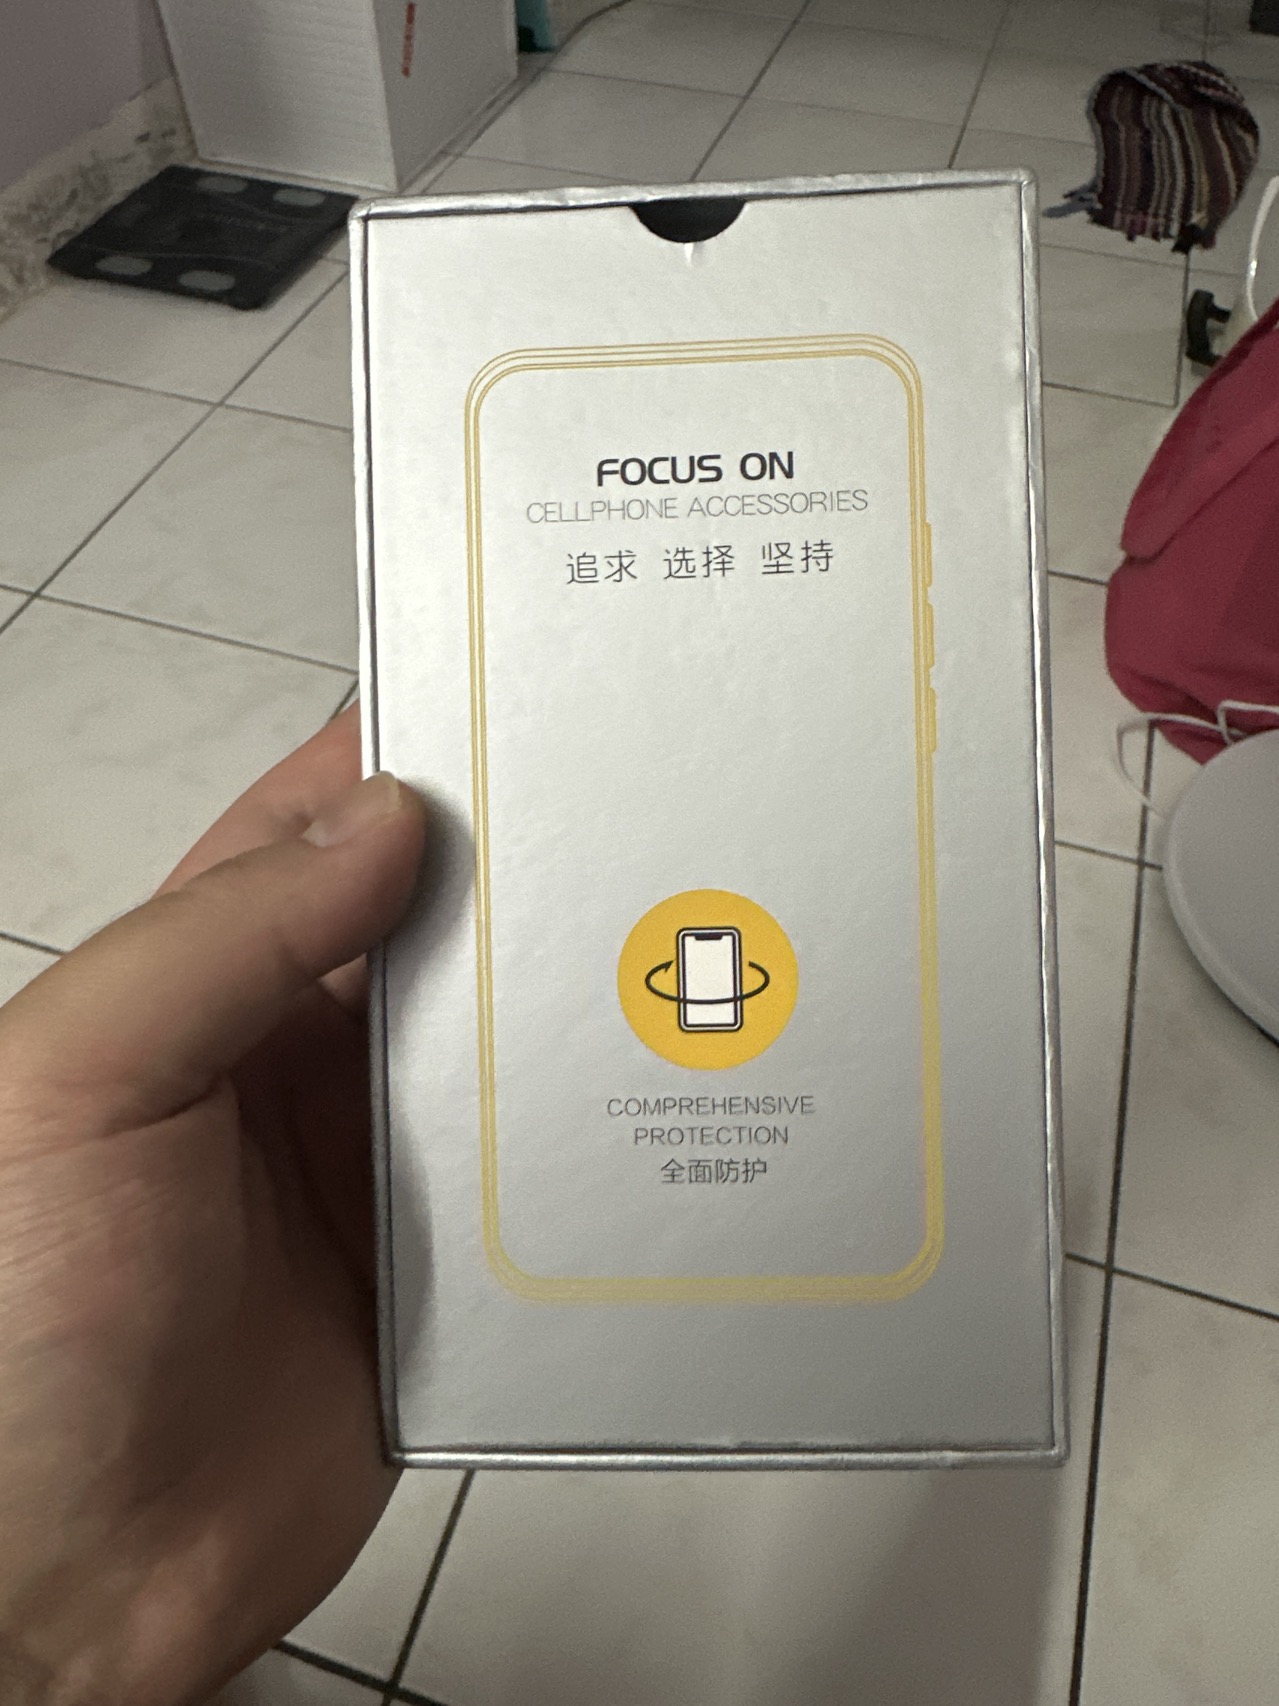 FOCUS ON
CELLPHONE ACCESSORIES
追求 选择 坚持
COMPREHENSIVE
PROTECTION
全面防护